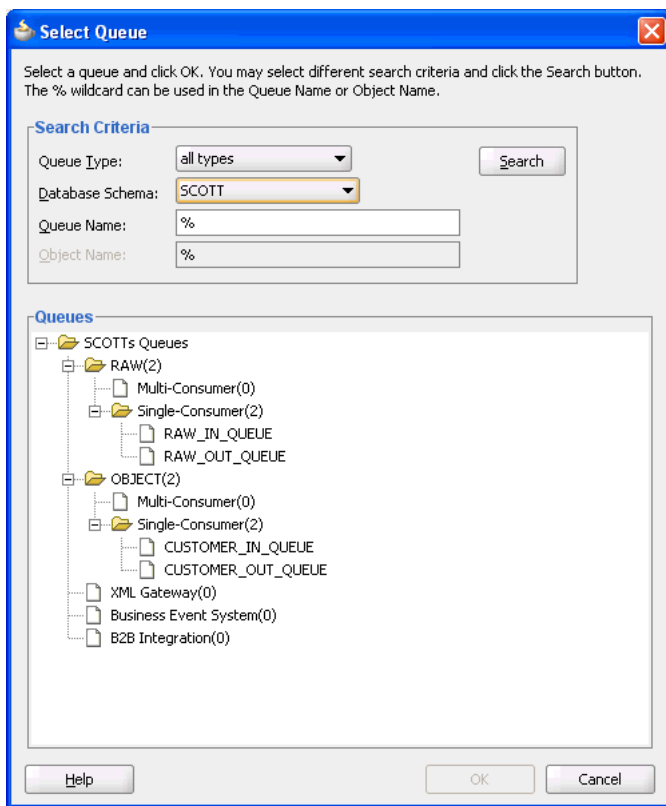 Select Queue
Select a queue and click OK. You may select different search criteria and click the Search button.
The % wildcard can be used in the Queue Name or Object Name.
Search Criteria
Queue Type: all types Search
Database Schema: SCOTT
Queue Name: %
Object Name: %
Queues
SCOTTs Queues
RAW(2)
Multi-Consumer(0)
Single-Consumer(2)
RAW_IN_QUEUE
RAW_OUT_QUEUE
OBJECT(2)
Multi-Consumer(0)
Single-Consumer(2)
CUSTOMER_IN_QUEUE
CUSTOMER_OUT_QUEUE
XML Gateway(0)
Business Event System(0)
B2B Integration(0)
Help OK Cancel